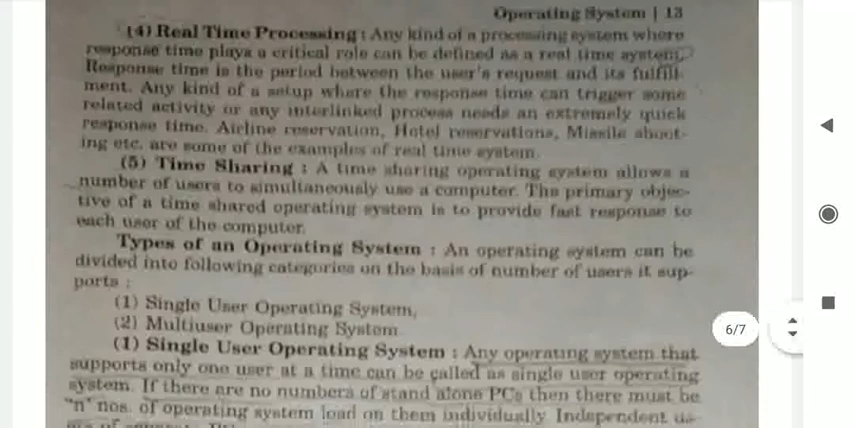 Operating System | 13
(4) Real Time Processing : Any kind of a processing system where
response time plays a critical role can be defined as a real time system.
Response time is the period between the user's request and its fulfill-
ment. Any kind of a setup where the response time can trigger some
related activity or any interlinked process needs an extremely quick
response time. Airline reservation, Hotel reservations, Missile shoot-
ing etc. are some of the examples of real time system.
(5) Time Sharing : A time sharing operating system allows a
number of users to simultaneously use a computer. The primary objec-
tive of a time shared operating system is to provide fast response to
each user of the computer.
Types of an Operating System : An operating system can be
divided into following categories on the basis of number of users it sup-
ports :
(1) Single User Operating System,
(2) Multiuser Operating System
(1) Single User Operating System : Any operating system that
supports only one user at a time can be called as single user operating
system. If there are no numbers of stand alone PCs then there must be
"n" nos. of operating system load on them individually. Independent us-
6/7